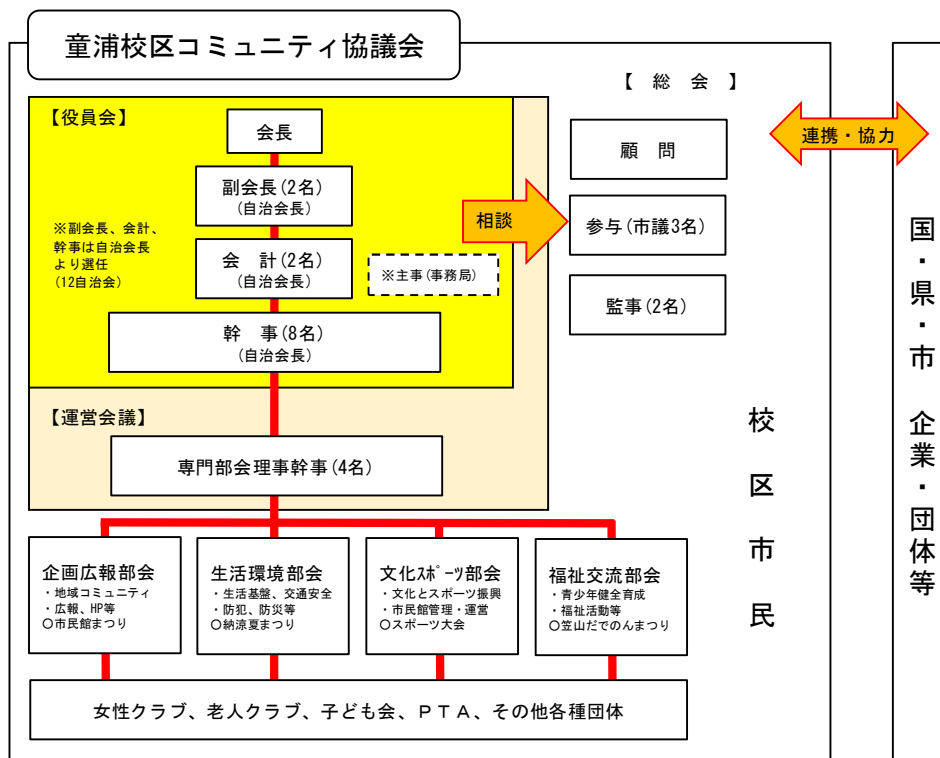 童浦校区コミュニティ協議会
【 総 会 】
【役員会】
会長
副会長(2名)
(自治会長)
※副会長、会計、
幹事は自治会長
より選任
(12自治会)
会 計(2名)
(自治会長)
※主事(事務局)
幹 事(8名)
(自治会長)
相談
顧 問
参与(市議3名)
監事(2名)
連携・協力
【運営会議】
専門部会理事幹事(4名)
企画広報部会
・地域コミュニティ
・広報、HP等
〇市民館まつり
生活環境部会
・生活基盤、交通安全
・防犯、防災等
〇納涼夏まつり
文化ｽﾎﾟｰﾂ部会
・文化とスポーツ振興
・市民館管理・運営
〇スポーツ大会
福祉交流部会
・青少年健全育成
・福祉活動等
〇笠山だでのんまつり
女性クラブ、老人クラブ、子ども会、ＰＴＡ、その他各種団体
校区市民
国・県・市 企業・団体等